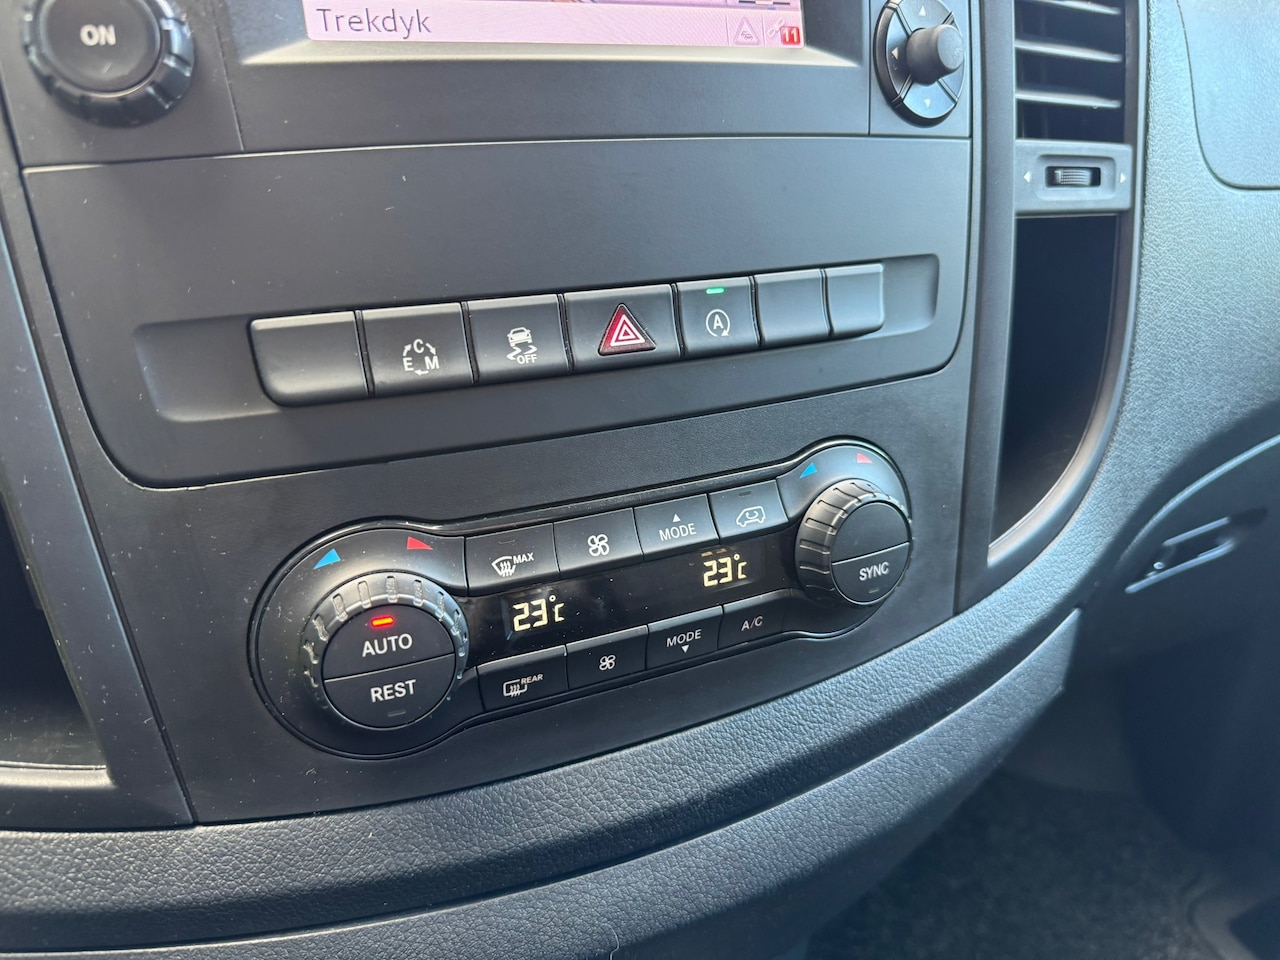 Trekdyk
11
ON
C
E M
OFF
A
MAX
MODE
23°C
23°C
AUTO
REST
SYNC
REAR
MODE
A/C